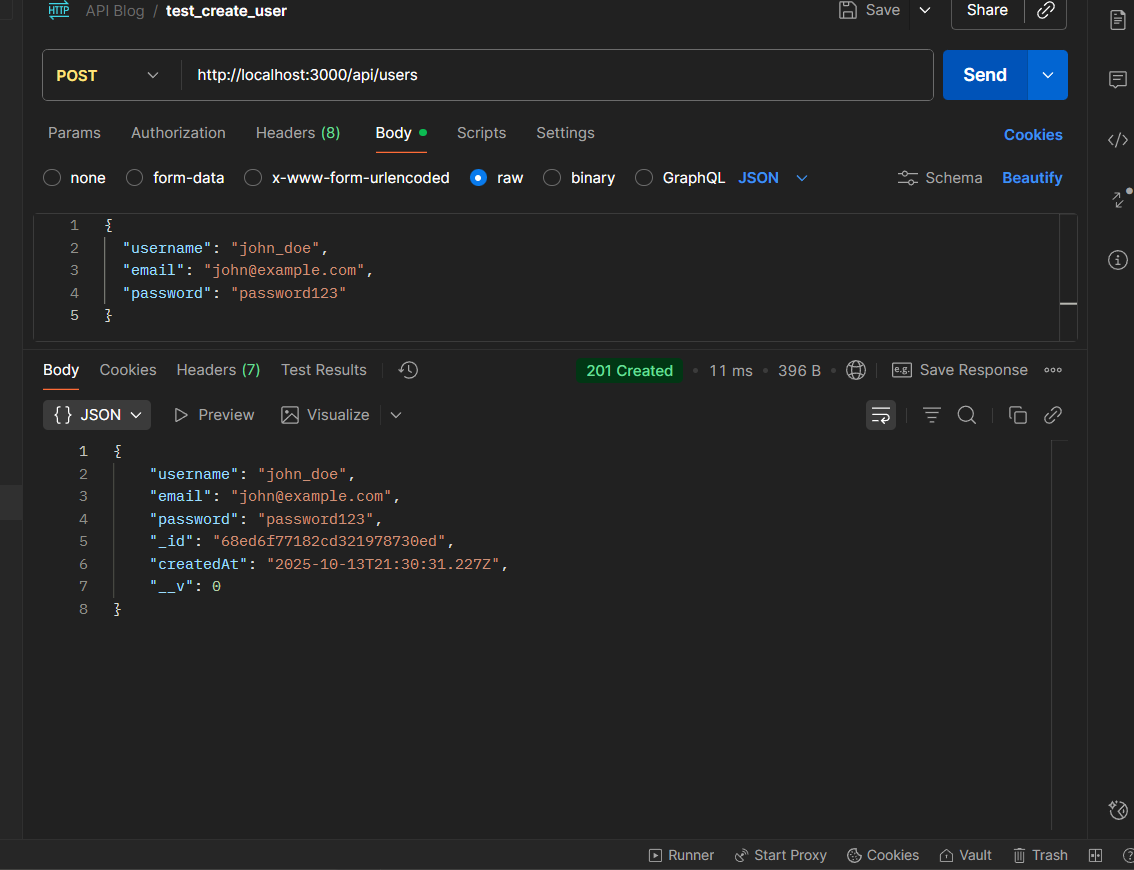 HTTP API Blog / test_create_user Save Share
POST http://localhost:3000/api/users Send
Params Authorization Headers (8) Body Scripts Settings Cookies
none form-data x-www-form-urlencoded raw binary GraphQL JSON Schema Beautify
1 {
2 "username": "john_doe",
3 "email": "john@example.com",
4 "password": "password123"
5 }
Body Cookies Headers (7) Test Results 201 Created • 11 ms • 396 B • e.g. Save Response
{} JSON Preview Visualize
1 {
2 "username": "john_doe",
3 "email": "john@example.com",
4 "password": "password123",
5 "_id": "68ed6f77182cd321978730ed",
6 "createdAt": "2025-10-13T21:30:31.227Z",
7 "__v": 0
8 }
Runner Start Proxy Cookies Vault Trash